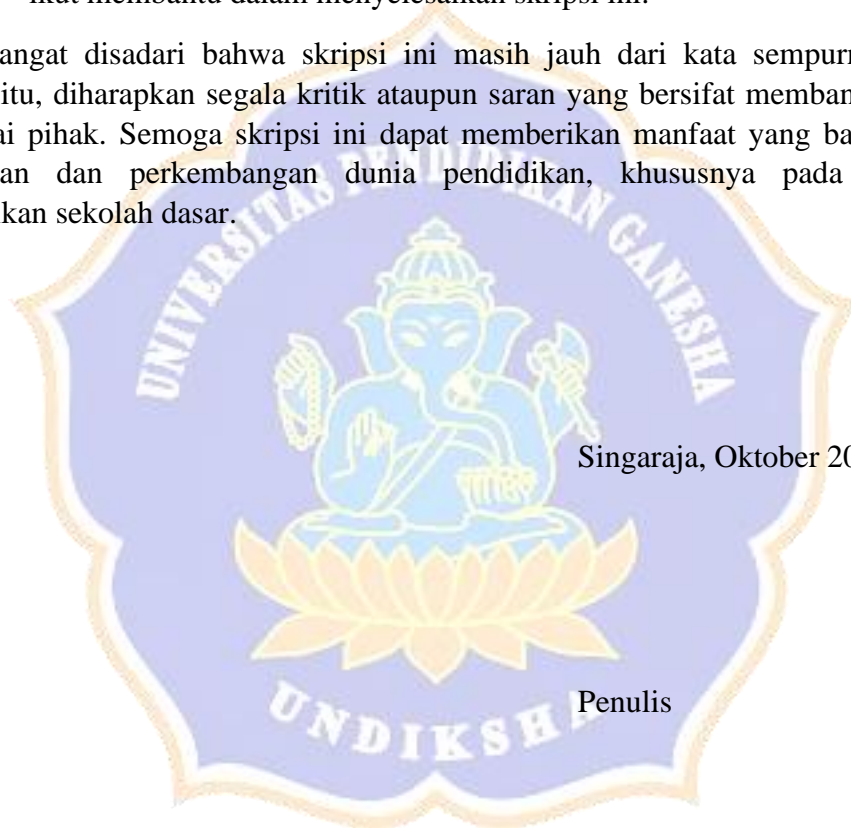 ikut membantu dalam menyelesaikan skripsi ini.
angat disadari bahwa skripsi ini masih jauh dari kata sempurn
itu, diharapkan segala kritik ataupun saran yang bersifat memban
ai pihak. Semoga skripsi ini dapat memberikan manfaat yang ba
an dan perkembangan dunia pendidikan, khususnya pada
ikan sekolah dasar.
UNIVERSITAS PENDIDIKAN GANESHA
Singaraja, Oktober 20
Penulis
UNDIKSHA